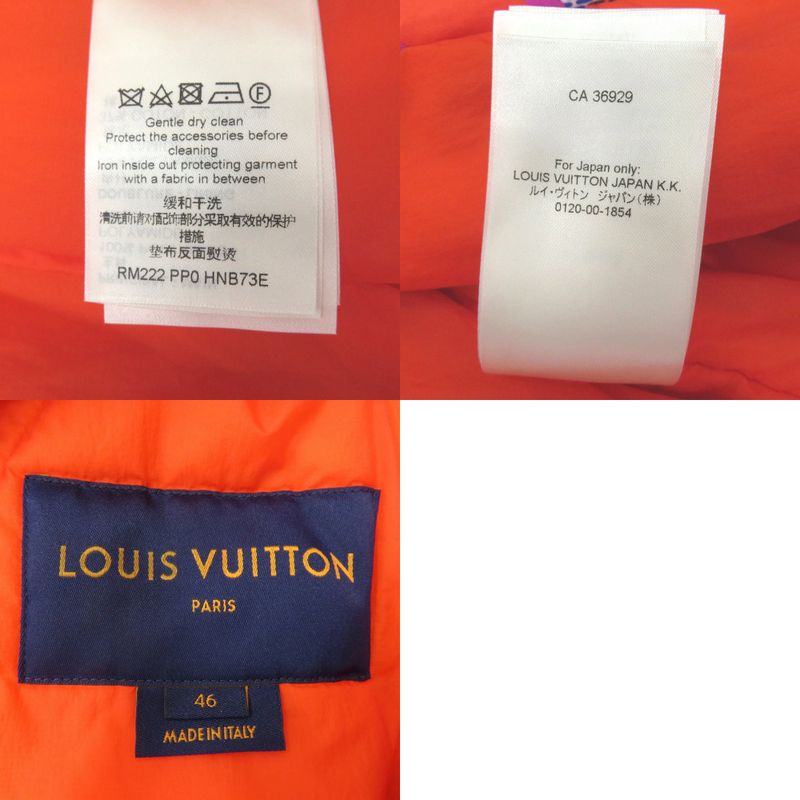 Gentle dry clean
Protect the accessories before
cleaning
Iron inside out protecting garment
with a fabric in between
缓和干洗
清洗前请对配饰部分采取有效的保护
措施
垫布反面熨烫
RM222 PP0 HNB73E
CA 36929
For Japan only:
LOUIS VUITTON JAPAN K.K.
ルイ・ヴィトン ジャパン(株)
0120-00-1854
LOUIS VUITTON
PARIS
46
MADE IN ITALY